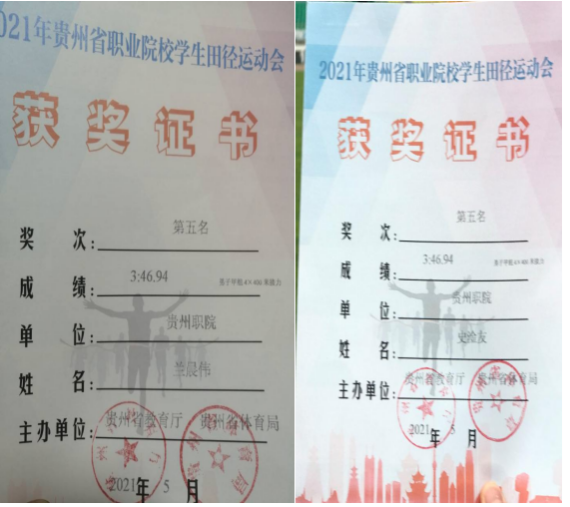 2021年贵州省职业院校学生田径运动会
获奖证书
奖次：第五名
成绩：3:46.94
单位：贵州职院
姓名：晨伟
主办单位：贵州省教育厅 贵州省体育局
2021年5月
2021年贵州省职业院校学生田径运动会
获奖证书
奖次：第五名
成绩：3:46.94
单位：贵州职院
姓名：友
主办单位：贵州省教育厅 贵州省体育局
2021年5月